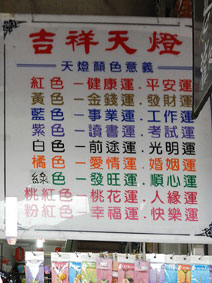 吉祥天燈
天燈顏色意義
紅色－健康運．平安運
黃色－金錢運．發財運
藍色－事業運．工作運
紫色－讀書運．考試運
白色－前途運．光明運
橘色－愛情運．婚姻運
綠色－發旺運．順心運
桃紅色－桃花運．人緣運
粉紅色－幸福運．快樂運